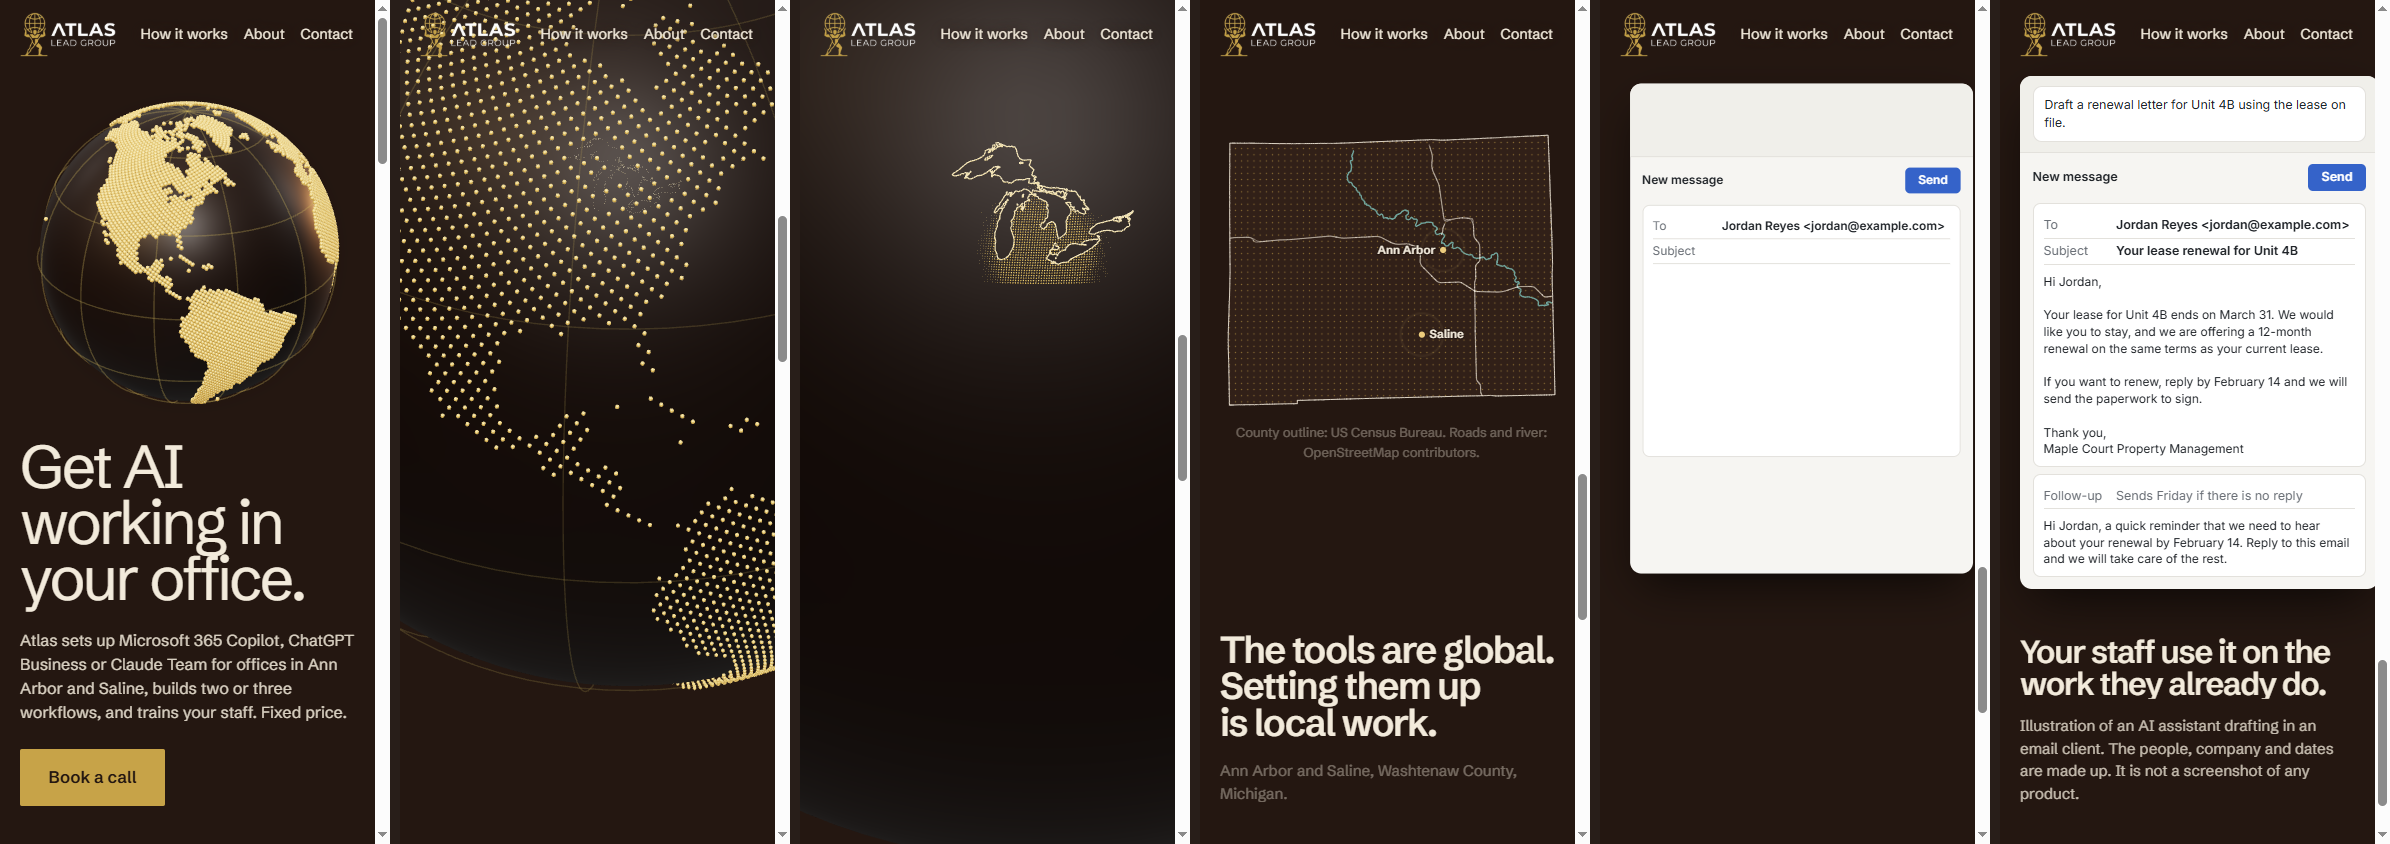 ATLAS
LEAD GROUP
How it works About Contact
Get AI
working in
your office.
Atlas sets up Microsoft 365 Copilot, ChatGPT
Business or Claude Team for offices in Ann
Arbor and Saline, builds two or three
workflows, and trains your staff. Fixed price.
Book a call
ATLAS
LEAD GROUP
How it works About Contact
ATLAS
LEAD GROUP
How it works About Contact
ATLAS
LEAD GROUP
How it works About Contact
Ann Arbor
Saline
County outline: US Census Bureau. Roads and river:
OpenStreetMap contributors.
The tools are global.
Setting them up
is local work.
Ann Arbor and Saline, Washtenaw County,
Michigan.
ATLAS
LEAD GROUP
How it works About Contact
New message Send
To Jordan Reyes <jordan@example.com>
Subject
ATLAS
LEAD GROUP
How it works About Contact
Draft a renewal letter for Unit 4B using the lease on
file.
New message Send
To Jordan Reyes <jordan@example.com>
Subject Your lease renewal for Unit 4B
Hi Jordan,
Your lease for Unit 4B ends on March 31. We would
like you to stay, and we are offering a 12-month
renewal on the same terms as your current lease.
If you want to renew, reply by February 14 and we will
send the paperwork to sign.
Thank you,
Maple Court Property Management
Follow-up Sends Friday if there is no reply
Hi Jordan, a quick reminder that we need to hear
about your renewal by February 14. Reply to this email
and we will take care of the rest.
Your staff use it on the
work they already do.
Illustration of an AI assistant drafting in an
email client. The people, company and dates
are made up. It is not a screenshot of any
product.